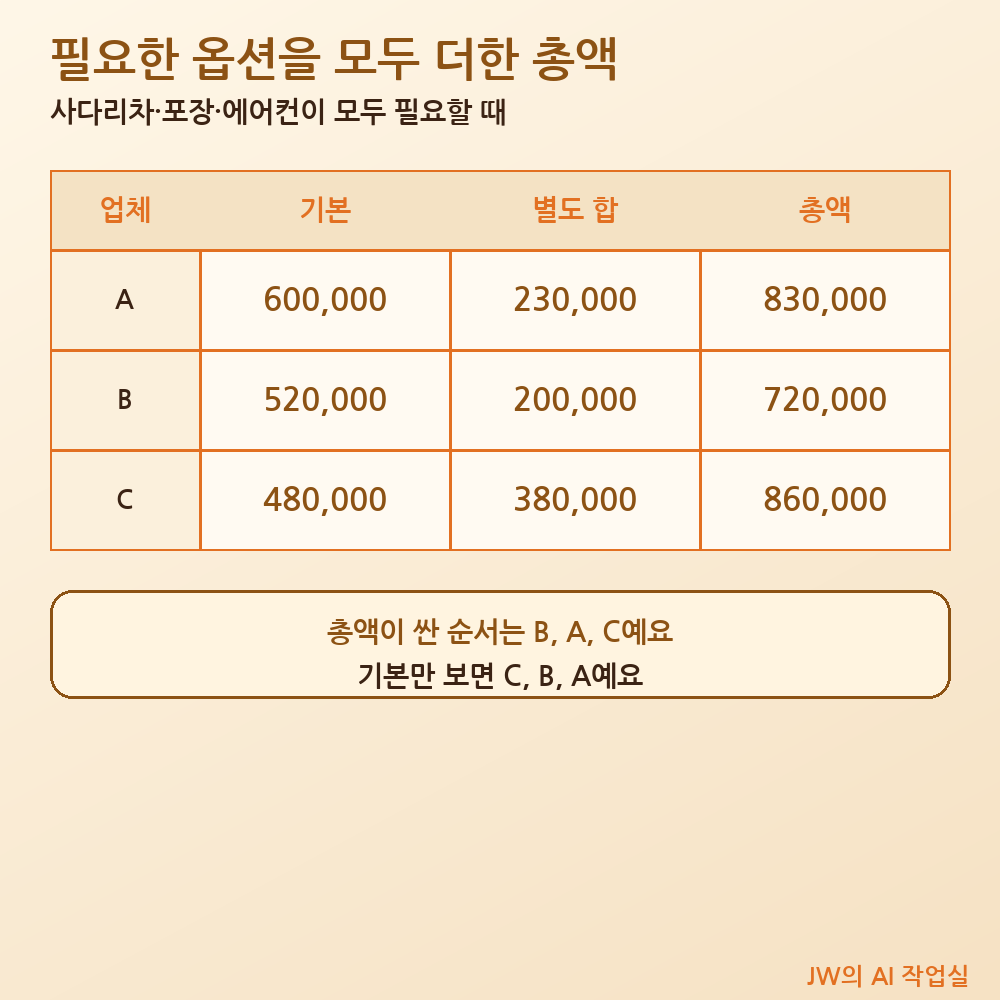 필요한 옵션을 모두 더한 총액
사다리차·포장·에어컨이 모두 필요할 때
업체 기본 별도 합 총액
A 600,000 230,000 830,000
B 520,000 200,000 720,000
C 480,000 380,000 860,000
총액이 싼 순서는 B, A, C예요
기본만 보면 C, B, A예요
JW의 AI 작업실